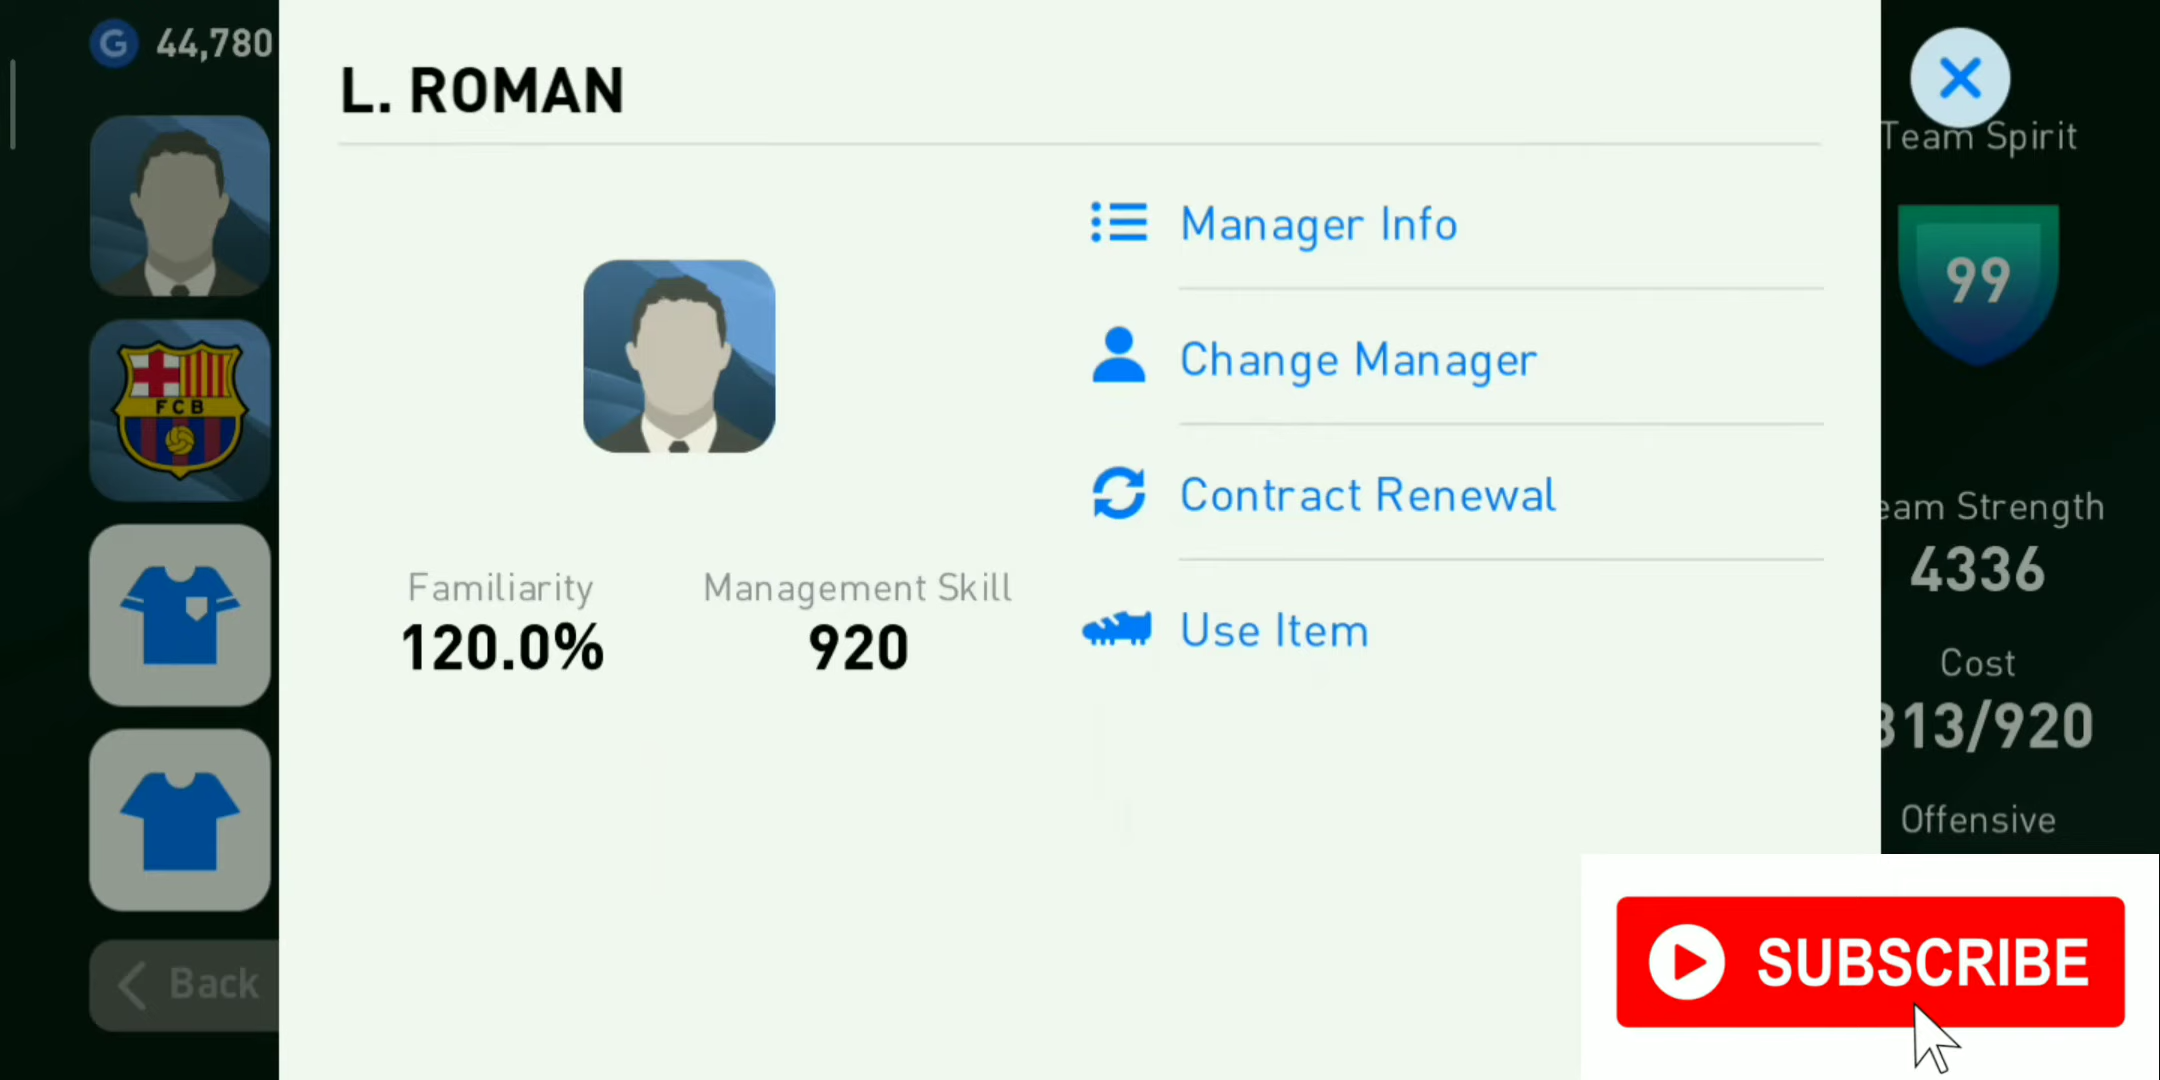 G 44,780
L. ROMAN
Team Spirit
99
Manager Info
Change Manager
FCB
Contract Renewal
eam Strength
4336
Familiarity
120.0%
Management Skill
920
Use Item
Cost
313/920
Offensive
Back
SUBSCRIBE